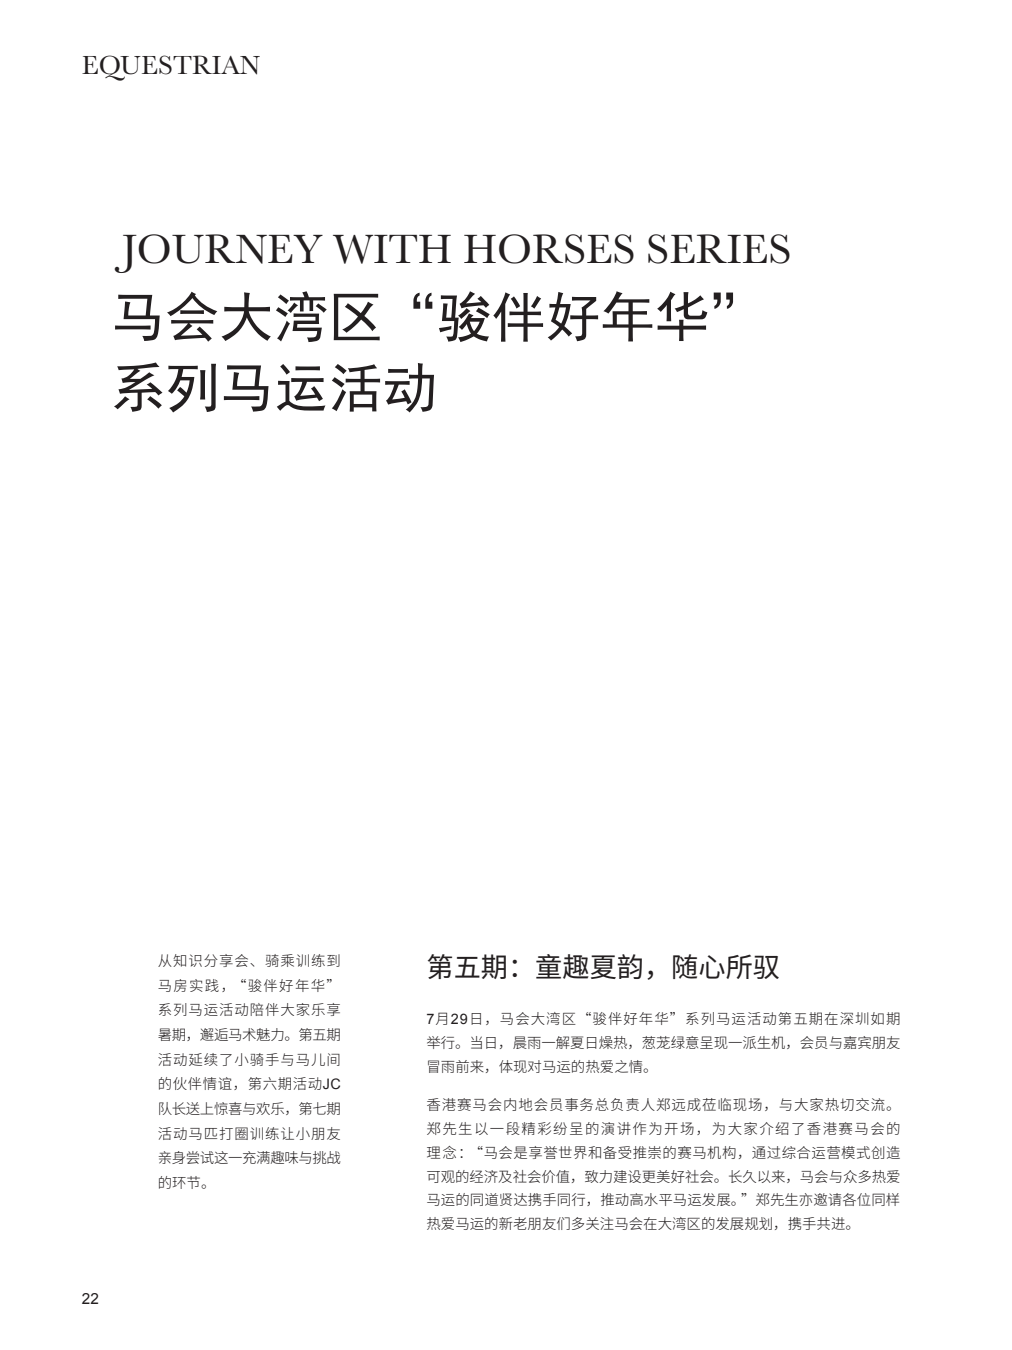 EQUESTRIAN
JOURNEY WITH HORSES SERIES
马会大湾区“骏伴好年华”
系列马运活动
从知识分享会、骑乘训练到
马房实践，“骏伴好年华”
系列马运活动陪伴大家乐享
暑期，邂逅马术魅力。第五期
活动延续了小骑手与马儿间
的伙伴情谊，第六期活动JC
队长送上惊喜与欢乐，第七期
活动马匹打圈训练让小朋友
亲身尝试这一充满趣味与挑战
的环节。
第五期：童趣夏韵，随心所驭
7月29日，马会大湾区“骏伴好年华”系列马运活动第五期在深圳如期
举行。当日，晨雨一解夏日燥热，葱茏绿意呈现一派生机，会员与嘉宾朋友
冒雨前来，体现对马运的热爱之情。
香港赛马会内地会员事务总负责人郑远成莅临现场，与大家热切交流。
郑先生以一段精彩纷呈的演讲作为开场，为大家介绍了香港赛马会的
理念：“马会是享誉世界和备受推崇的赛马机构，通过综合运营模式创造
可观的经济及社会价值，致力建设更美好社会。长久以来，马会与众多热爱
马运的同道贤达携手同行，推动高水平马运发展。”郑先生亦邀请各位同样
热爱马运的新老朋友们多关注马会在大湾区的发展规划，携手共进。
22